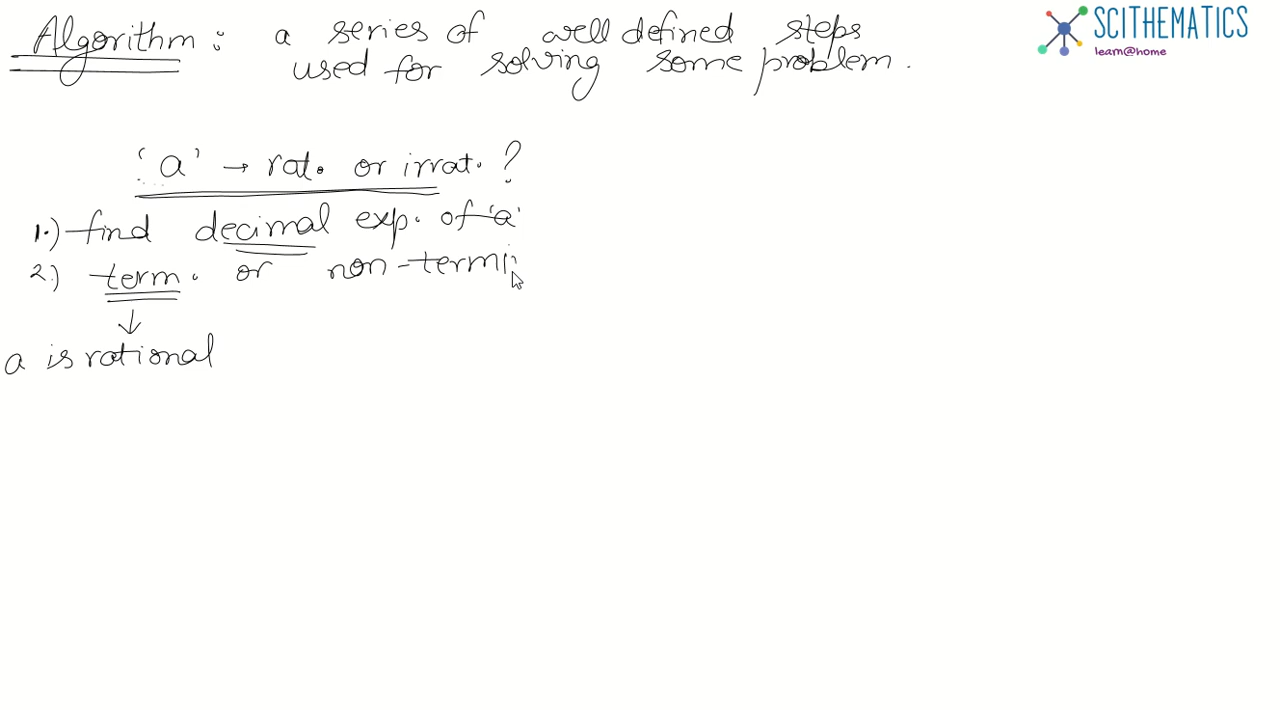 Algorithm : a series of well defined steps
used for solving some problem.
SCITHEMATICS
learn@home
'a' → rat. or irrat. ?
1.) find decimal exp. of 'a'
2.) term. or non-termi
↓
a is rational